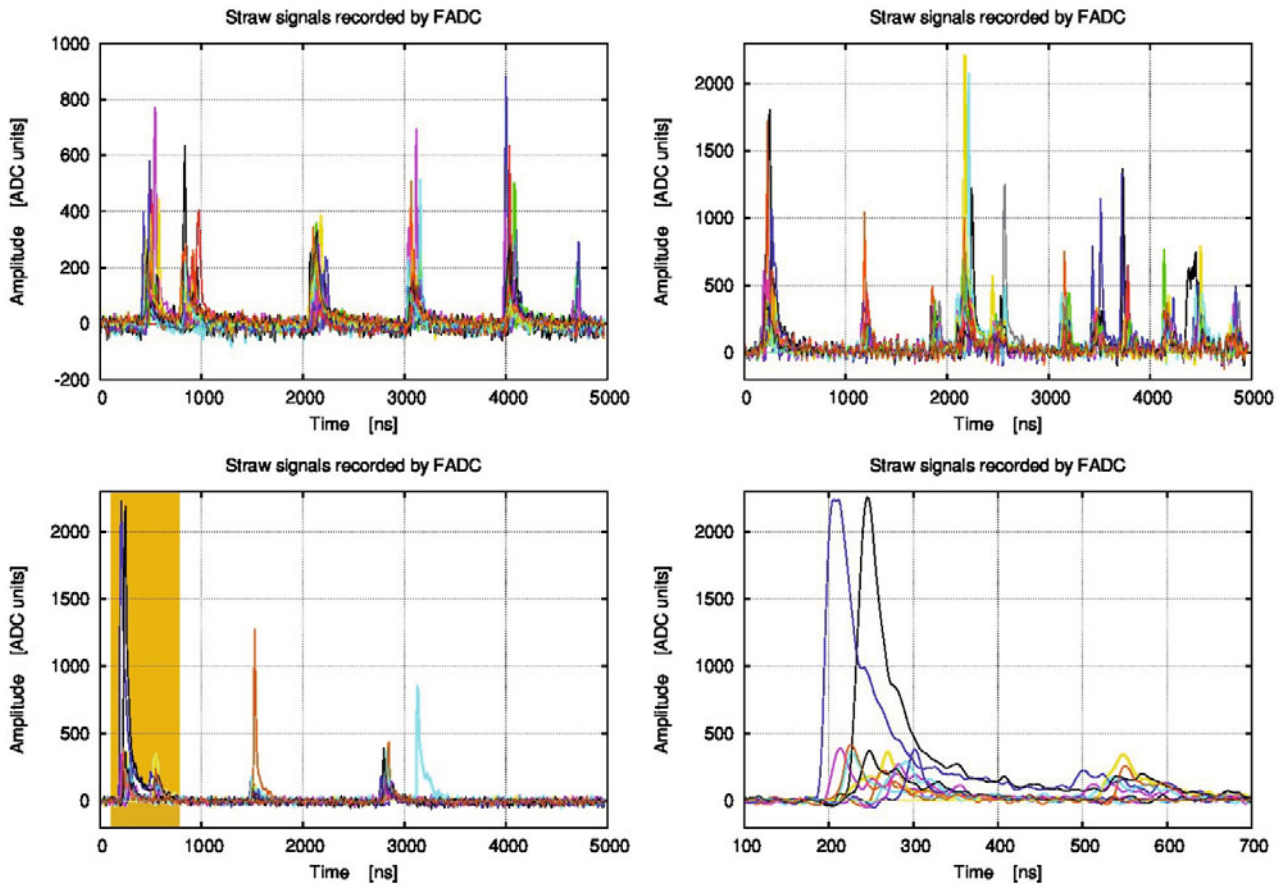 Straw signals recorded by FADC
Amplitude [ADC units]
1000
800
600
400
200
0
-200
0 1000 2000 3000 4000 5000
Time [ns]
Straw signals recorded by FADC
Amplitude [ADC units]
2000
1500
1000
500
0
0 1000 2000 3000 4000 5000
Time [ns]
Straw signals recorded by FADC
Amplitude [ADC units]
2000
1500
1000
500
0
0 1000 2000 3000 4000 5000
Time [ns]
Straw signals recorded by FADC
Amplitude [ADC units]
2000
1500
1000
500
0
100 200 300 400 500 600 700
Time [ns]